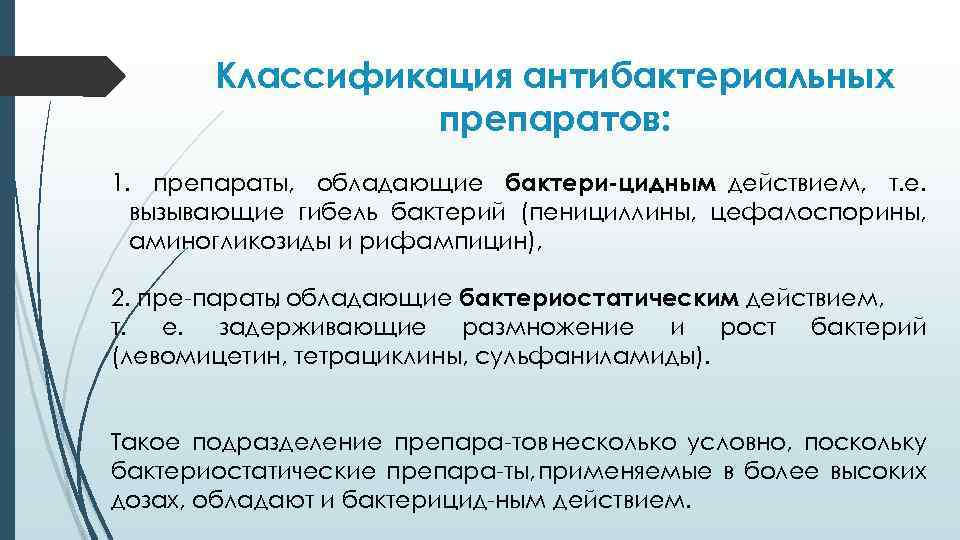 Классификация антибактериальных
препаратов:
1. препараты, обладающие бактери-цидным действием, т.е.
вызывающие гибель бактерий (пенициллины, цефалоспорины,
аминогликозиды и рифампицин),
2. пре-параты, обладающие бактериостатическим действием,
т. е. задерживающие размножение и рост бактерий
(левомицетин, тетрациклины, сульфаниламиды).
Такое подразделение препара-тов несколько условно, поскольку
бактериостатические препара-ты, применяемые в более высоких
дозах, обладают и бактерицид-ным действием.